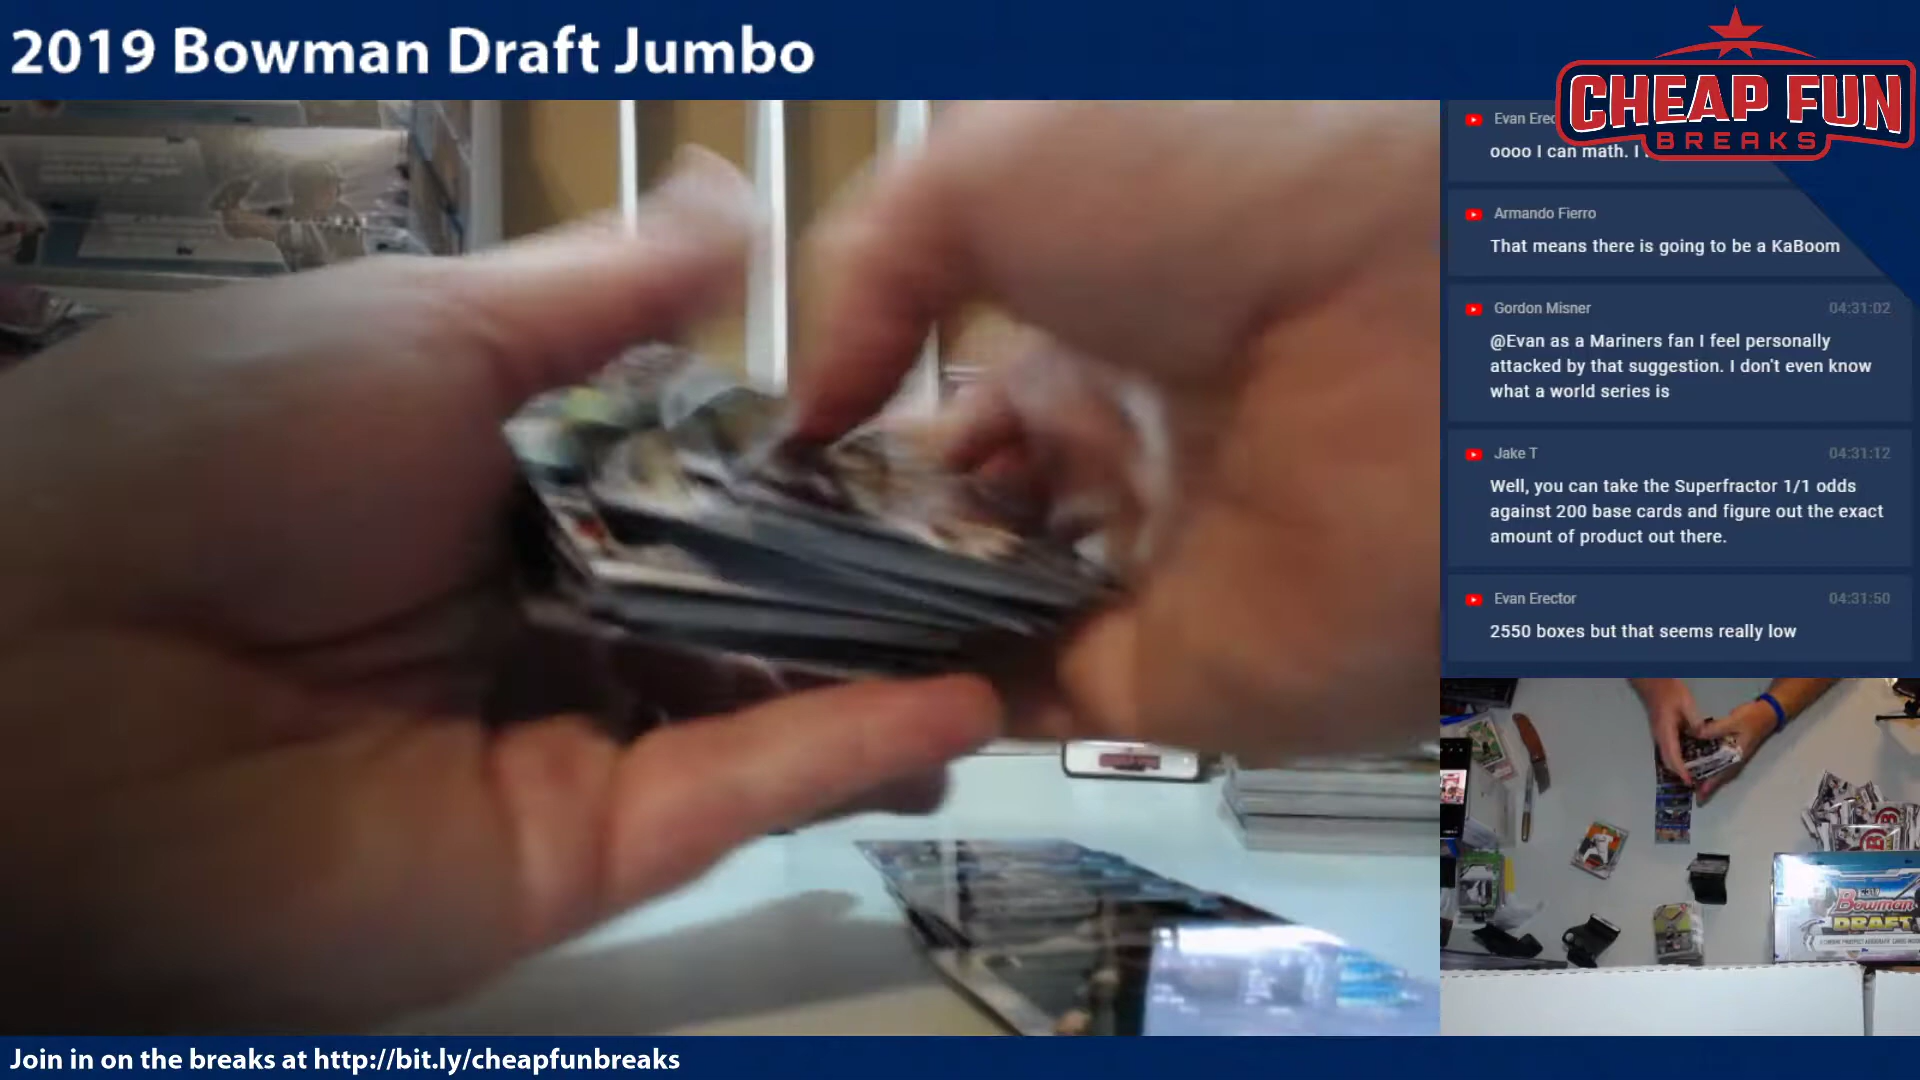 2019 Bowman Draft Jumbo
CHEAP FUN
BREAKS
Evan Erec
oooo I can math. I
Armando Fierro
That means there is going to be a KaBoom
Gordon Misner 04:31:02
@Evan as a Mariners fan I feel personally
attacked by that suggestion. I don't even know
what a world series is
Jake T 04:31:12
Well, you can take the Superfractor 1/1 odds
against 200 base cards and figure out the exact
amount of product out there.
Evan Erector 04:31:50
2550 boxes but that seems really low
Bowman
DRAFT
Join in on the breaks at http://bit.ly/cheapfunbreaks